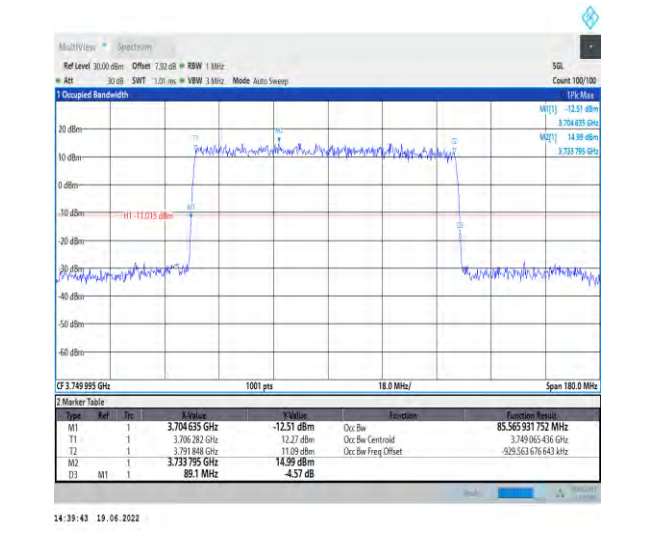 MultiView Spectrum
Ref Level 30.00 dBm Offset 7.92 dB RBW 1 MHz SGL
Att 30 dB SWT 1.01 ms VBW 3 MHz Mode Auto Sweep Count 100/100
1 Occupied Bandwidth 1Pk Max
M1[1] -12.51 dBm
3.704 635 GHz
20 dBm M2[1] 14.99 dBm
T1 M2 T2
3.733 795 GHz
10 dBm
0 dBm
M1
-10 dBm H1 -11.015 dBm
D3
-20 dBm
-30 dBm
-40 dBm
-50 dBm
-60 dBm
CF 3.749 995 GHz 1001 pts 18.0 MHz/ Span 180.0 MHz
2 Marker Table
Type Ref Trc X-Value Y-Value Function Function Result
M1 1 3.704 635 GHz -12.51 dBm Occ Bw 85.565 931 752 MHz
T1 1 3.706 282 GHz 12.27 dBm Occ Bw Centroid 3.749 065 436 GHz
T2 1 3.791 848 GHz 11.09 dBm Occ Bw Freq Offset -929.563 676 643 kHz
M2 1 3.733 795 GHz 14.99 dBm
D3 M1 1 89.1 MHz -4.57 dB
14:39:43 19.06.2022